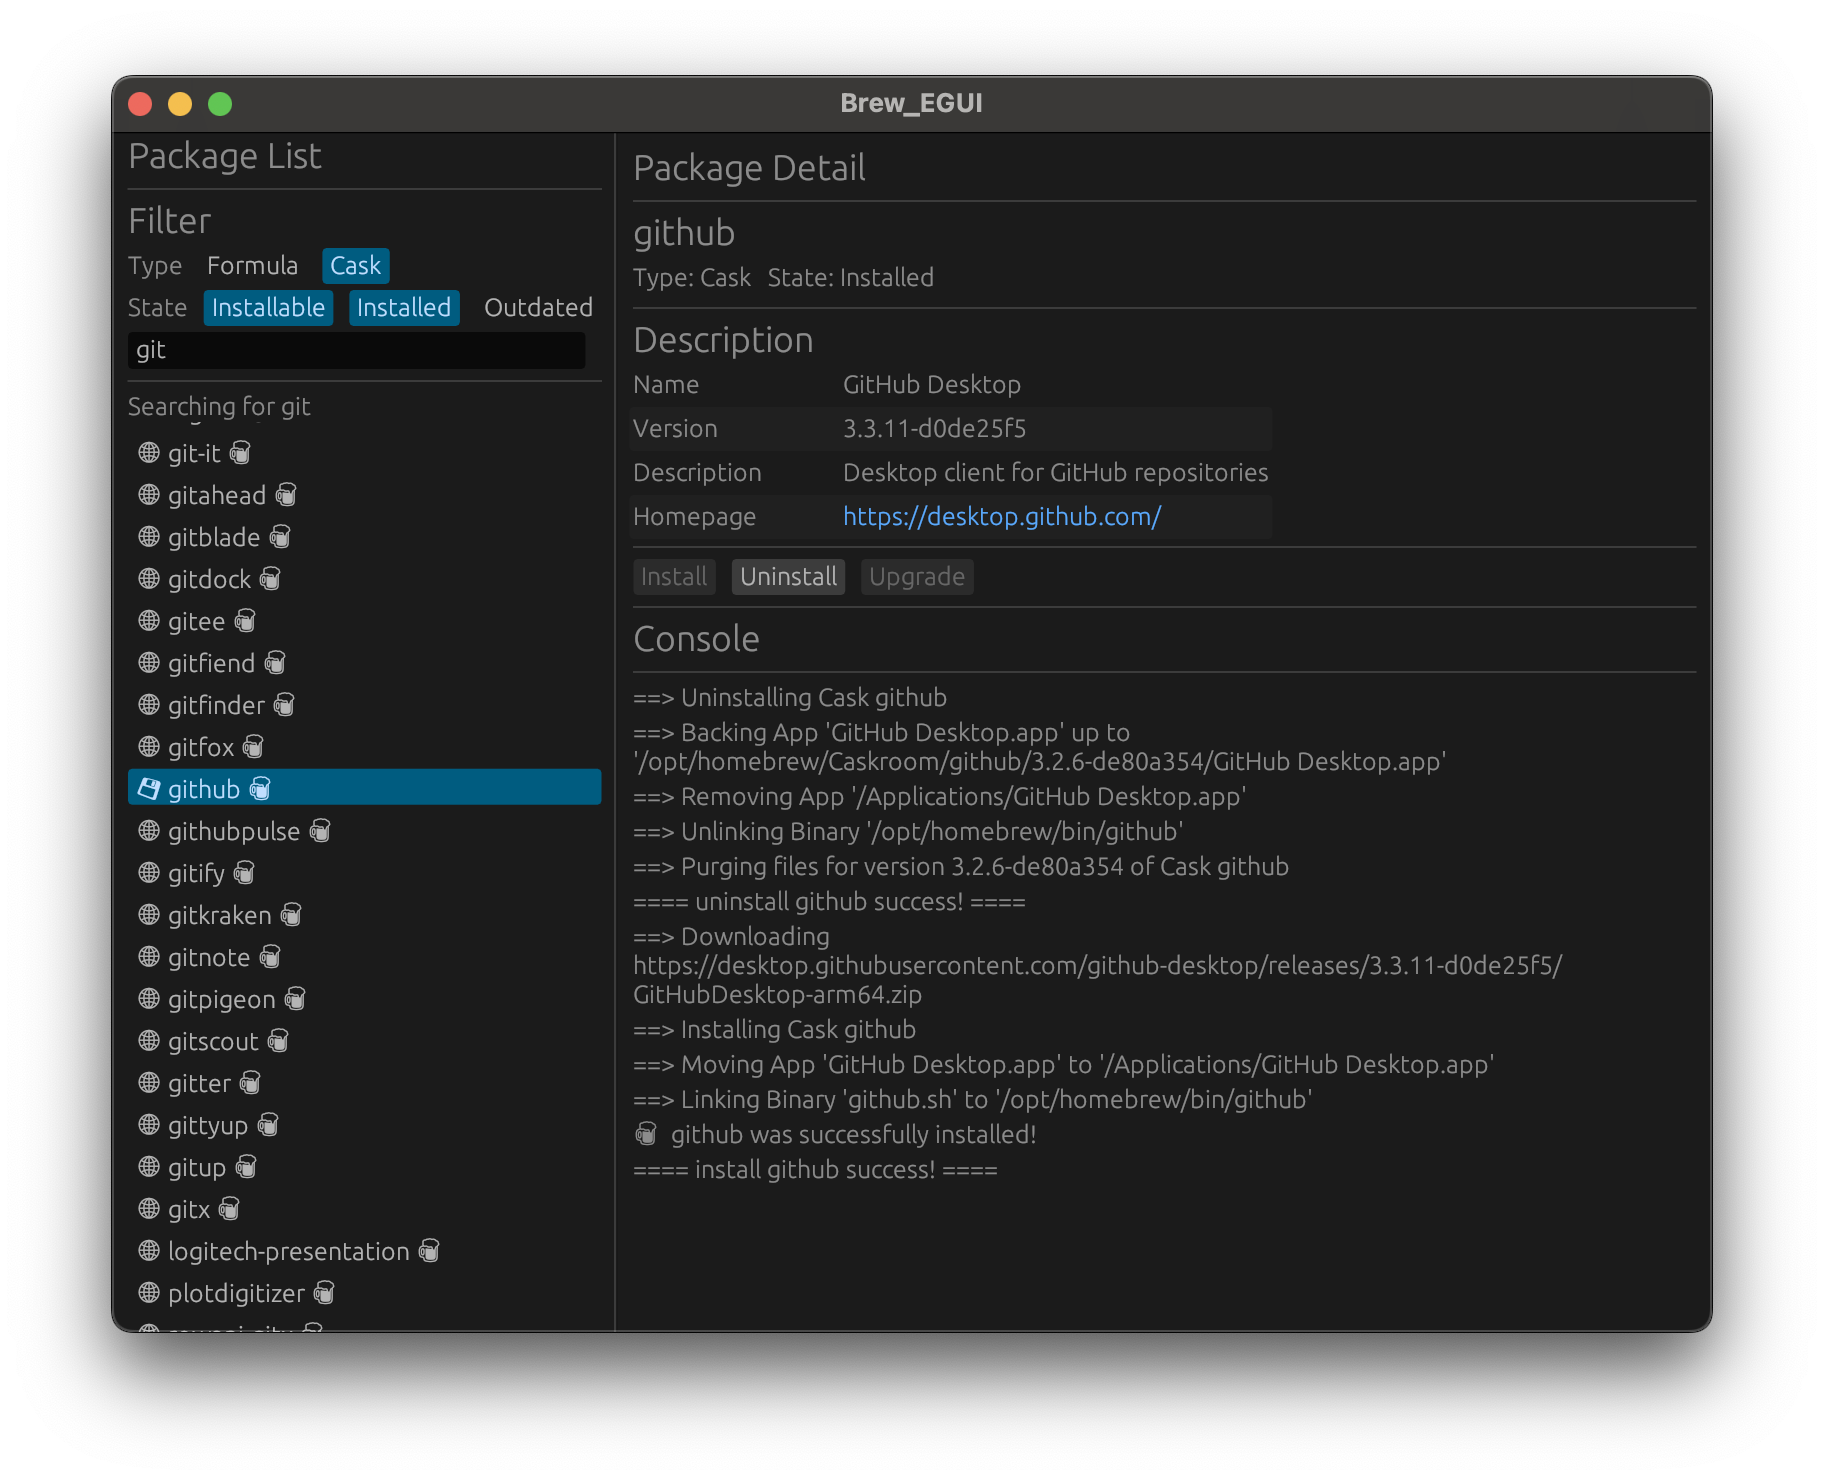 Brew_EGUI
Package List
Filter
Type Formula Cask
State Installable Installed Outdated
git
Searching for git
git-it
gitahead
gitblade
gitdock
gitee
gitfiend
gitfinder
gitfox
github
githubpulse
gitify
gitkraken
gitnote
gitpigeon
gitscout
gitter
gittyup
gitup
gitx
logitech-presentation
plotdigitizer
Package Detail
github
Type: Cask State: Installed
Description
Name GitHub Desktop
Version 3.3.11-d0de25f5
Description Desktop client for GitHub repositories
Homepage https://desktop.github.com/
Install Uninstall Upgrade
Console
==> Uninstalling Cask github
==> Backing App 'GitHub Desktop.app' up to
'/opt/homebrew/Caskroom/github/3.2.6-de80a354/GitHub Desktop.app'
==> Removing App '/Applications/GitHub Desktop.app'
==> Unlinking Binary '/opt/homebrew/bin/github'
==> Purging files for version 3.2.6-de80a354 of Cask github
==== uninstall github success! ====
==> Downloading
https://desktop.githubusercontent.com/github-desktop/releases/3.3.11-d0de25f5/
GitHubDesktop-arm64.zip
==> Installing Cask github
==> Moving App 'GitHub Desktop.app' to '/Applications/GitHub Desktop.app'
==> Linking Binary 'github.sh' to '/opt/homebrew/bin/github'
github was successfully installed!
==== install github success! ====